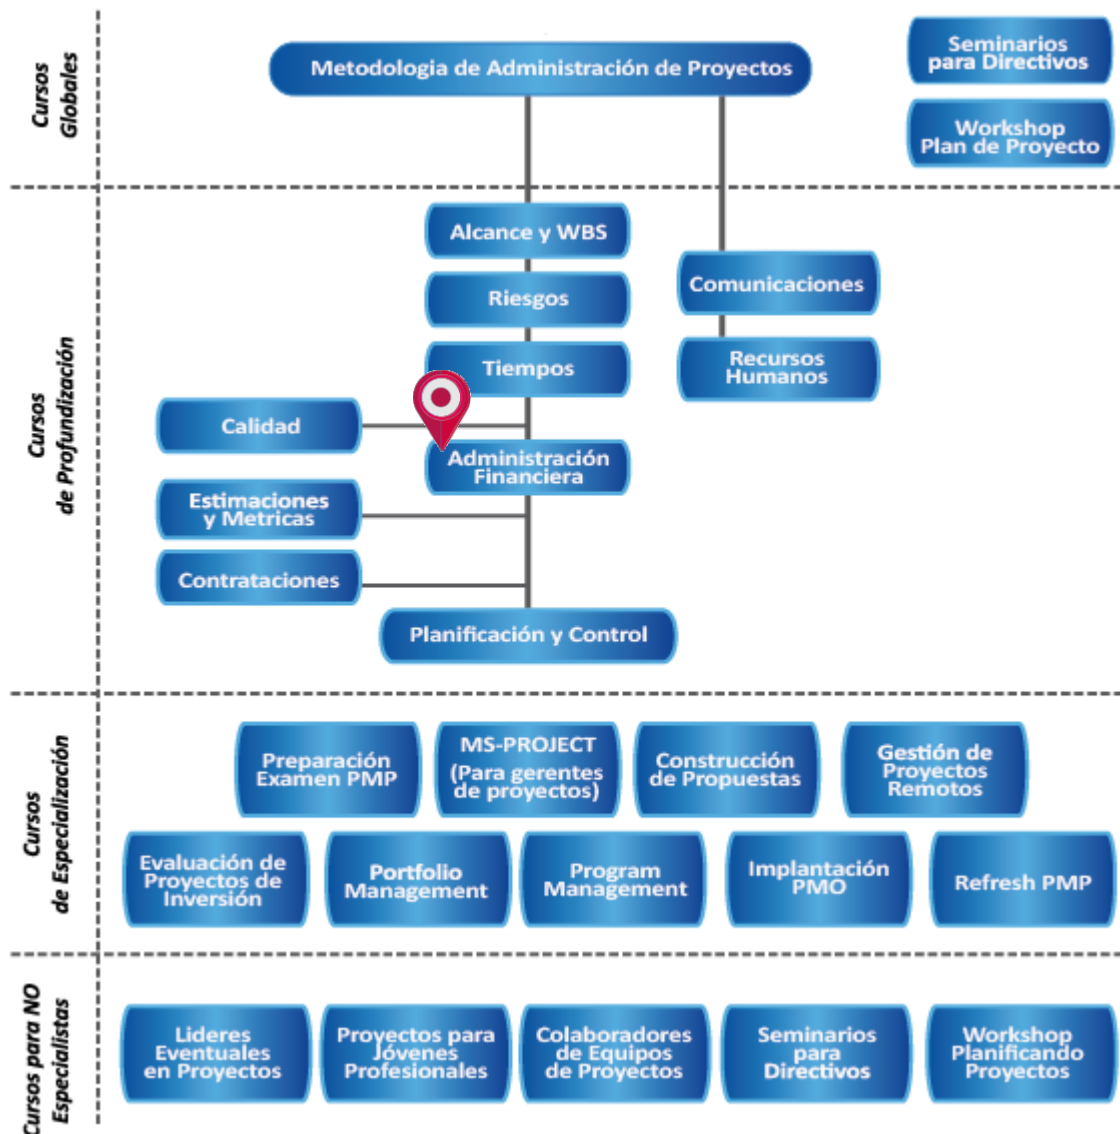 Cursos
Globales
Metodologia de Administración de Proyectos
Seminarios
para Directivos
Workshop
Plan de Proyecto
Cursos
de Profundización
Alcance y WBS
Riesgos
Tiempos
Comunicaciones
Recursos
Humanos
Calidad
Administración
Financiera
Estimaciones
y Metricas
Contrataciones
Planificación y Control
Cursos
de Especialización
Preparación
Examen PMP
MS-PROJECT
(Para gerentes
de proyectos)
Construcción
de Propuestas
Gestión de
Proyectos
Remotos
Evaluación de
Proyectos de
Inversión
Portfolio
Management
Program
Management
Implantación
PMO
Refresh PMP
Cursos para NO
Especialistas
Lideres
Eventuales
en Proyectos
Proyectos para
Jóvenes
Profesionales
Colaboradores
de Equipos
de Proyectos
Seminarios
para
Directivos
Workshop
Planificando
Proyectos